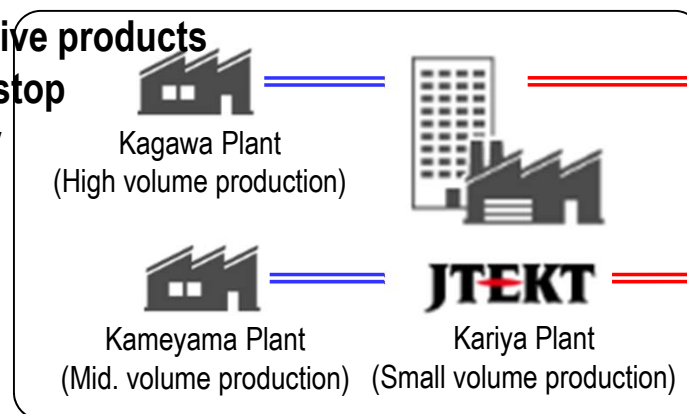 ive products
stop
Kagawa Plant
(High volume production)
JTEKT
Kameyama Plant
(Mid. volume production)
Kariya Plant
(Small volume production)